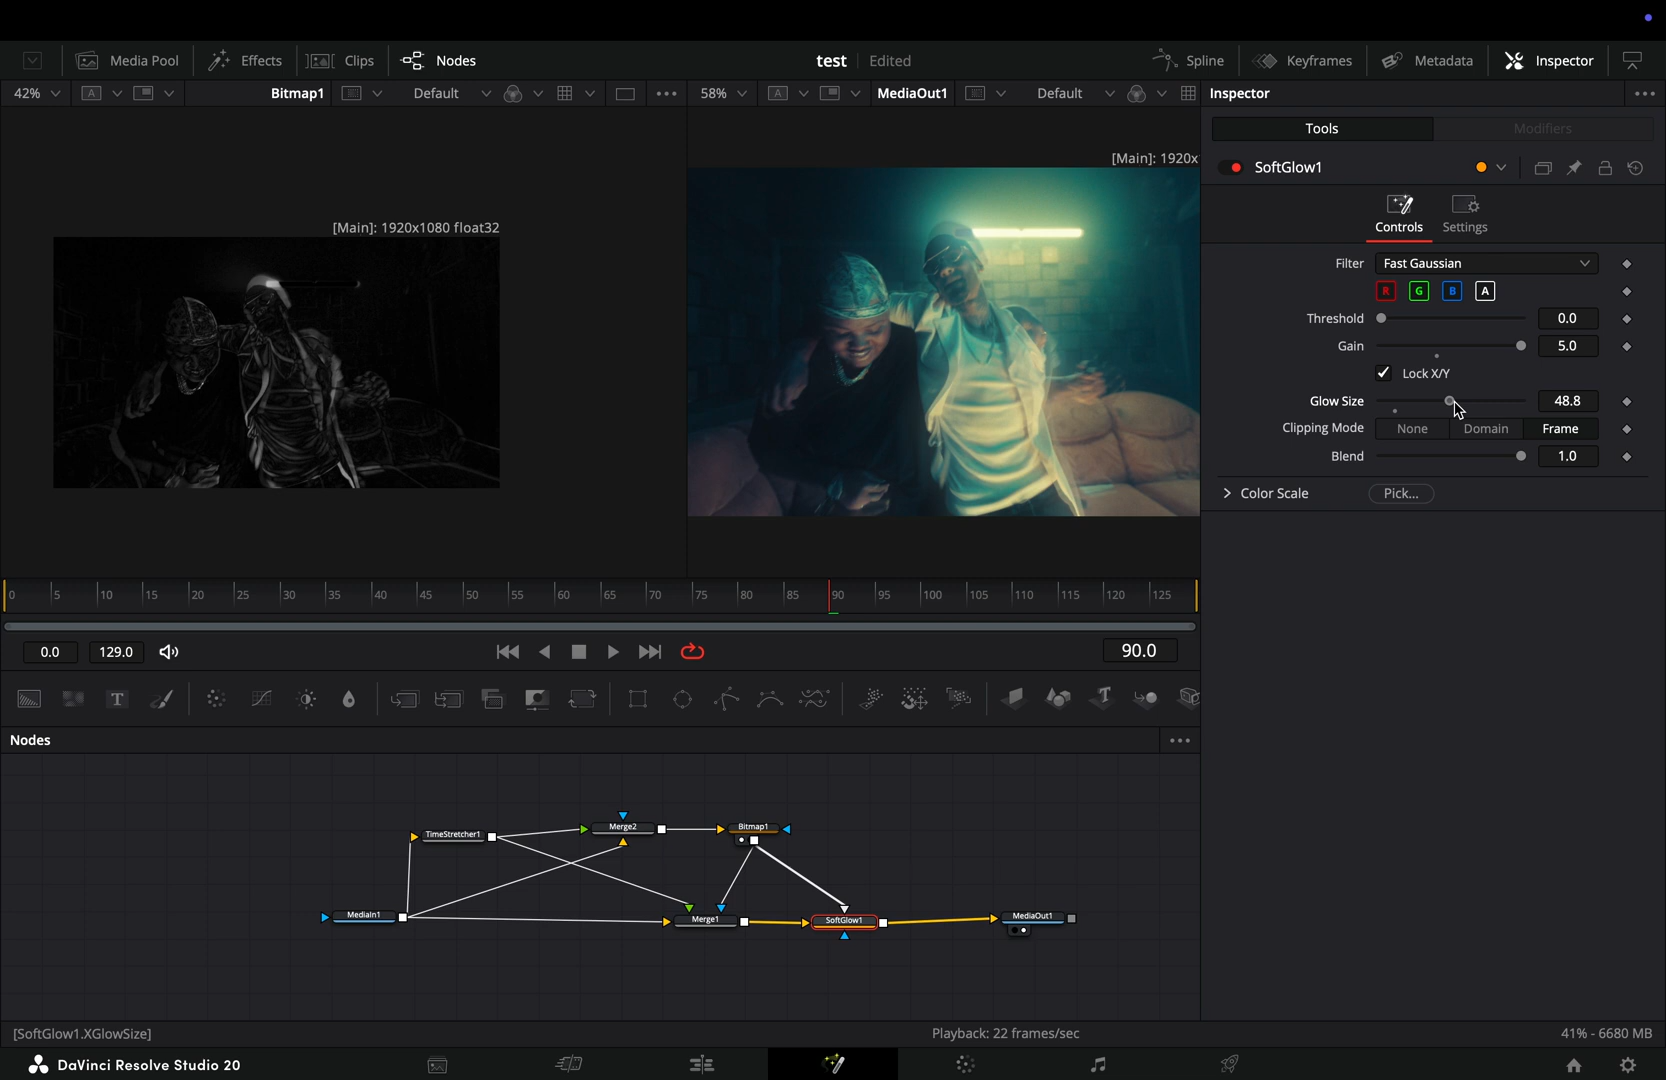 Media Pool
Effects
Clips
Nodes
test
Edited
Spline
Keyframes
Metadata
Inspector
42%
A
Bitmap1
Default
58%
A
MediaOut1
Default
Inspector
Tools
Modifiers
[Main]: 1920x1080 float32
[Main]: 1920x
SoftGlow1
Controls
Settings
Filter
Fast Gaussian
R G B A
Threshold
0.0
Gain
5.0
Lock X/Y
Glow Size
48.8
Clipping Mode
None
Domain
Frame
Blend
1.0
Color Scale
Pick...
0 5 10 15 20 25 30 35 40 45 50 55 60 65 70 75 80 85 90 95 100 105 110 115 120 125
0.0
129.0
90.0
T
T
Nodes
TimeStretcher1
Merge2
Bitmap1
MediaIn1
Merge1
SoftGlow1
MediaOut1
[SoftGlow1.XGlowSize]
Playback: 22 frames/sec
41% - 6680 MB
DaVinci Resolve Studio 20